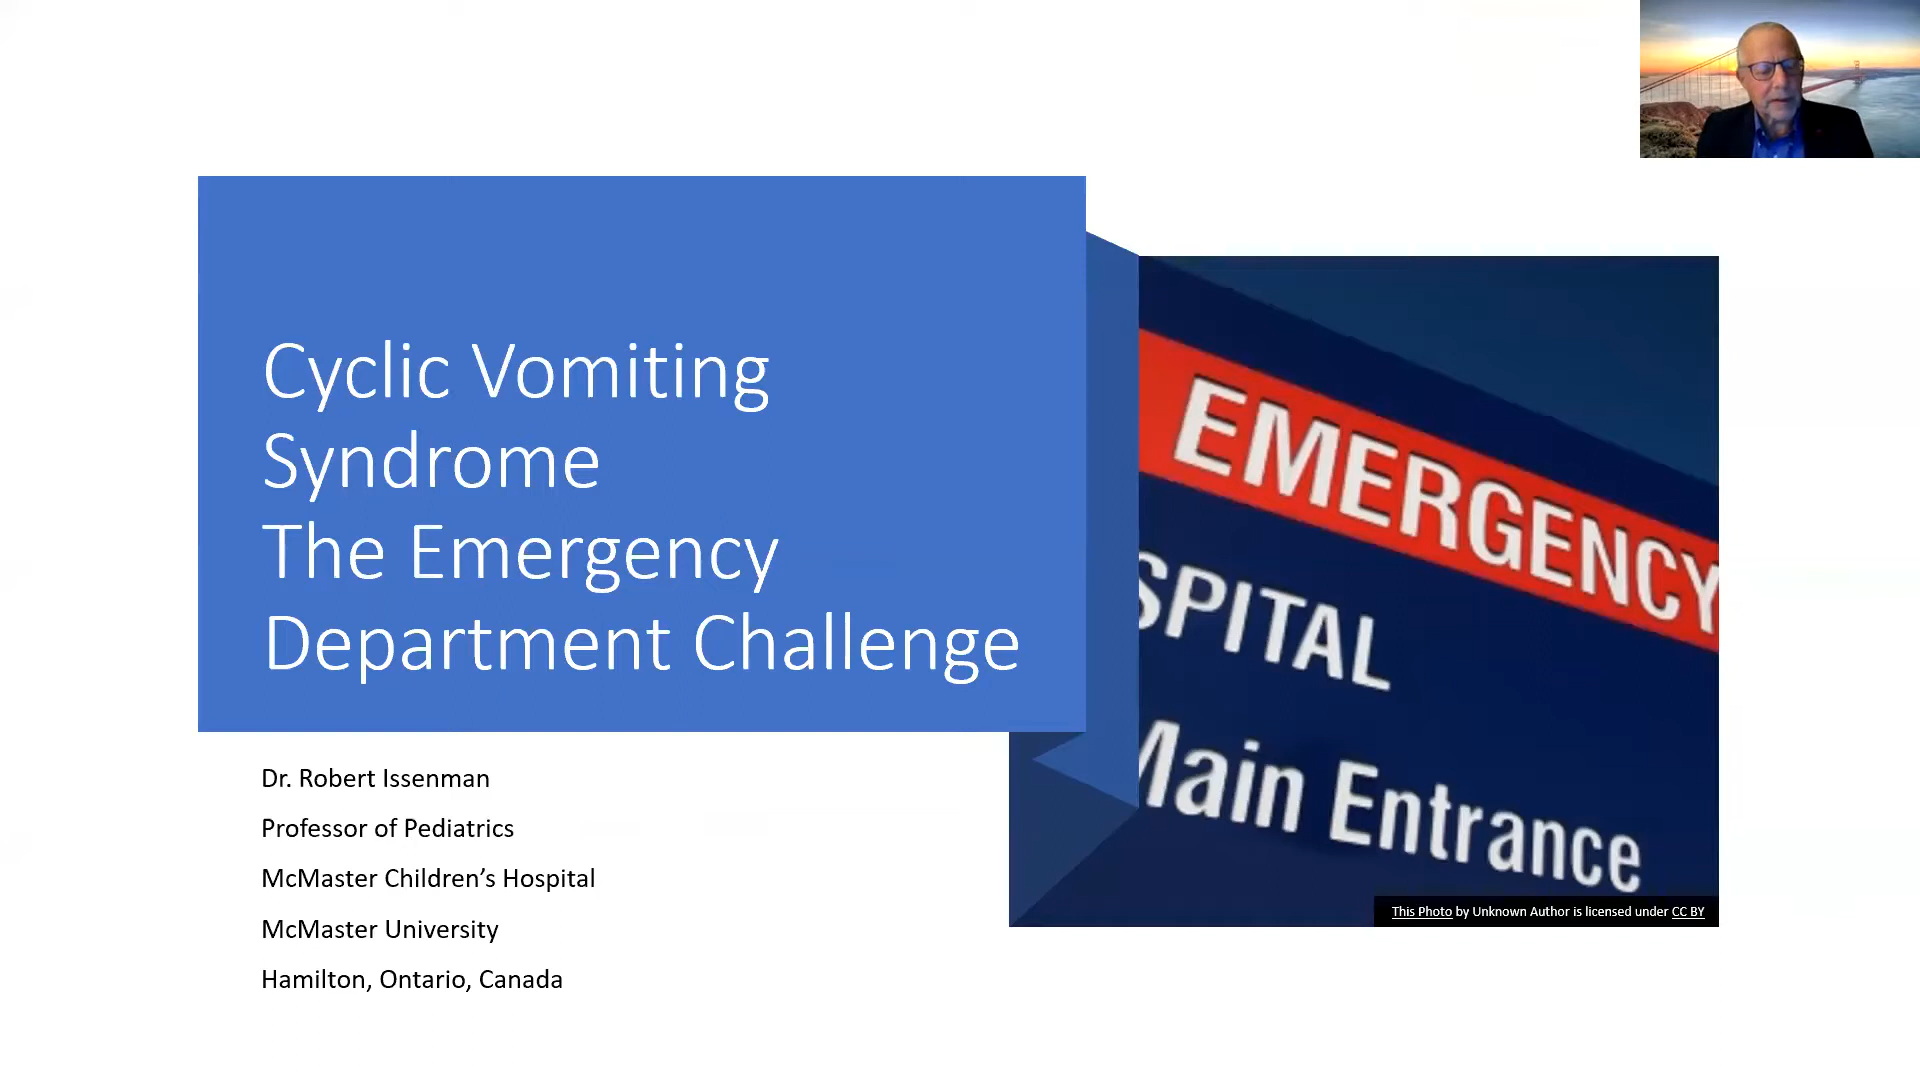 Cyclic Vomiting
Syndrome
The Emergency
Department Challenge
Dr. Robert Issenman
Professor of Pediatrics
McMaster Children’s Hospital
McMaster University
Hamilton, Ontario, Canada
EMERGENCY
SPITAL
Main Entrance
This Photo by Unknown Author is licensed under CC BY